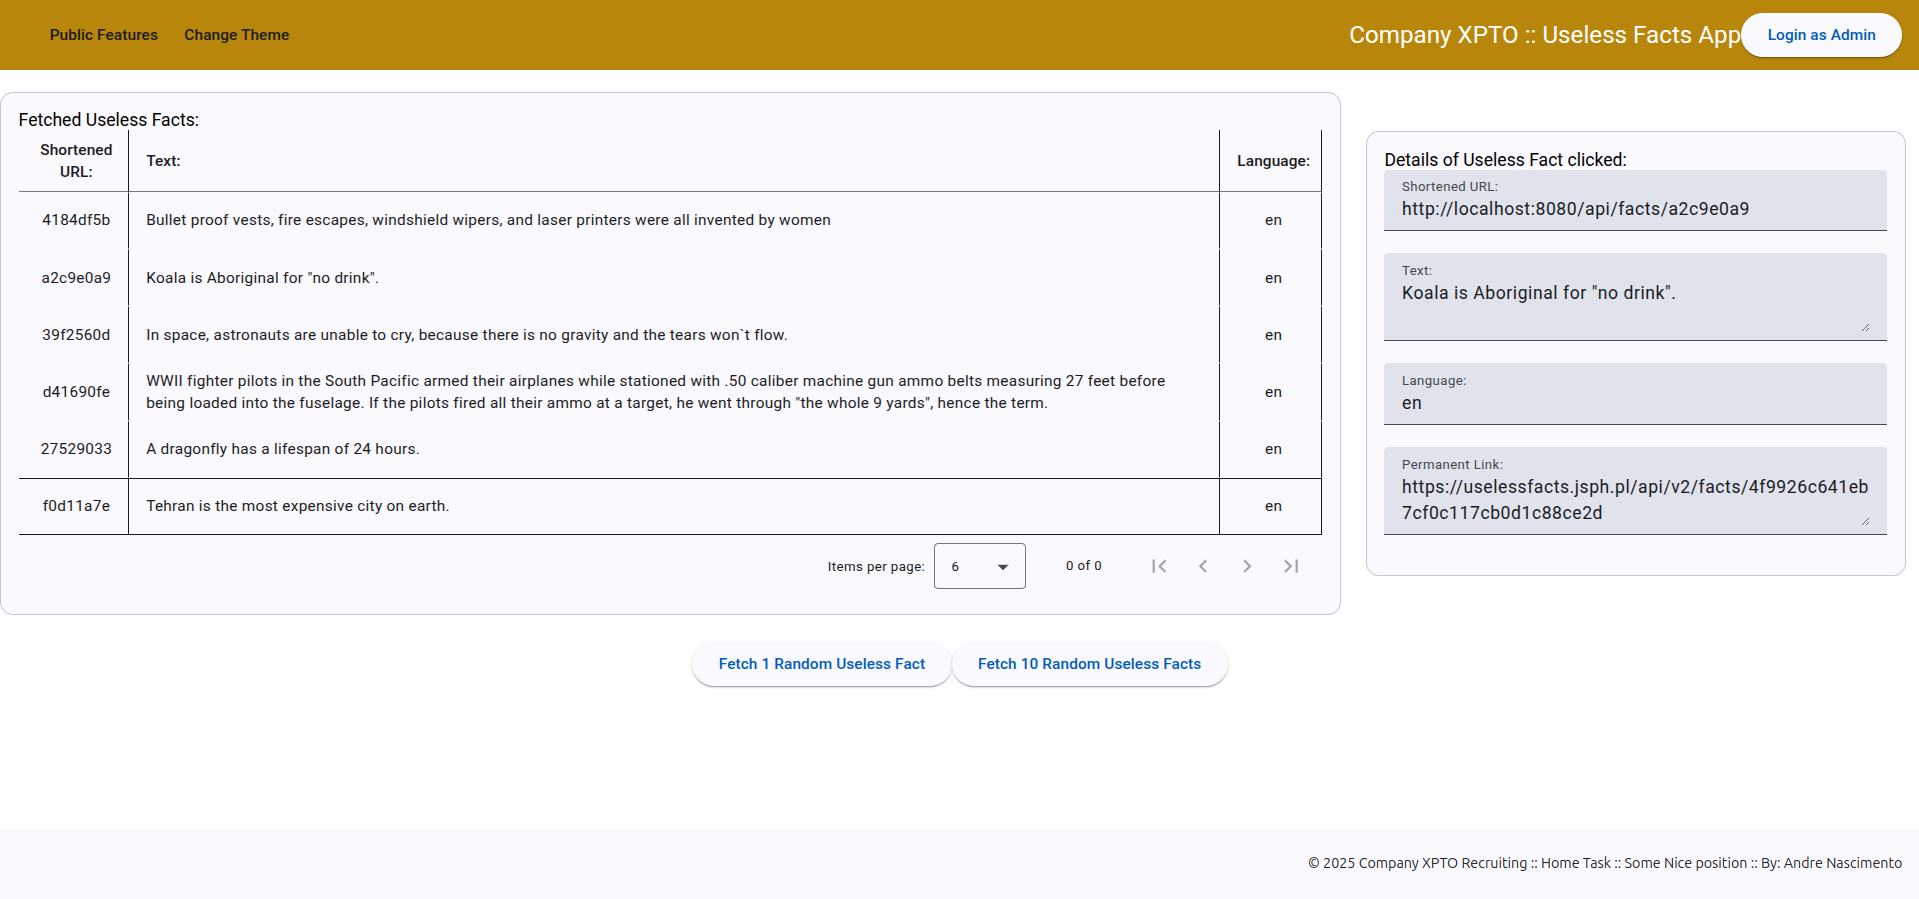 Public Features Change Theme Company XPTO :: Useless Facts App Login as Admin
Fetched Useless Facts:
Shortened
URL:
Text:
Language:
4184df5b Bullet proof vests, fire escapes, windshield wipers, and laser printers were all invented by women en
a2c9e0a9 Koala is Aboriginal for "no drink". en
39f2560d In space, astronauts are unable to cry, because there is no gravity and the tears won`t flow. en
d41690fe WWII fighter pilots in the South Pacific armed their airplanes while stationed with .50 caliber machine gun ammo belts measuring 27 feet before
being loaded into the fuselage. If the pilots fired all their ammo at a target, he went through "the whole 9 yards", hence the term. en
27529033 A dragonfly has a lifespan of 24 hours. en
f0d11a7e Tehran is the most expensive city on earth. en
Items per page: 6 0 of 0
Details of Useless Fact clicked:
Shortened URL:
http://localhost:8080/api/facts/a2c9e0a9
Text:
Koala is Aboriginal for "no drink".
Language:
en
Permanent Link:
https://uselessfacts.jsph.pl/api/v2/facts/4f9926c641eb
7cf0c117cb0d1c88ce2d
Fetch 1 Random Useless Fact Fetch 10 Random Useless Facts
© 2025 Company XPTO Recruiting :: Home Task :: Some Nice position :: By: Andre Nascimento